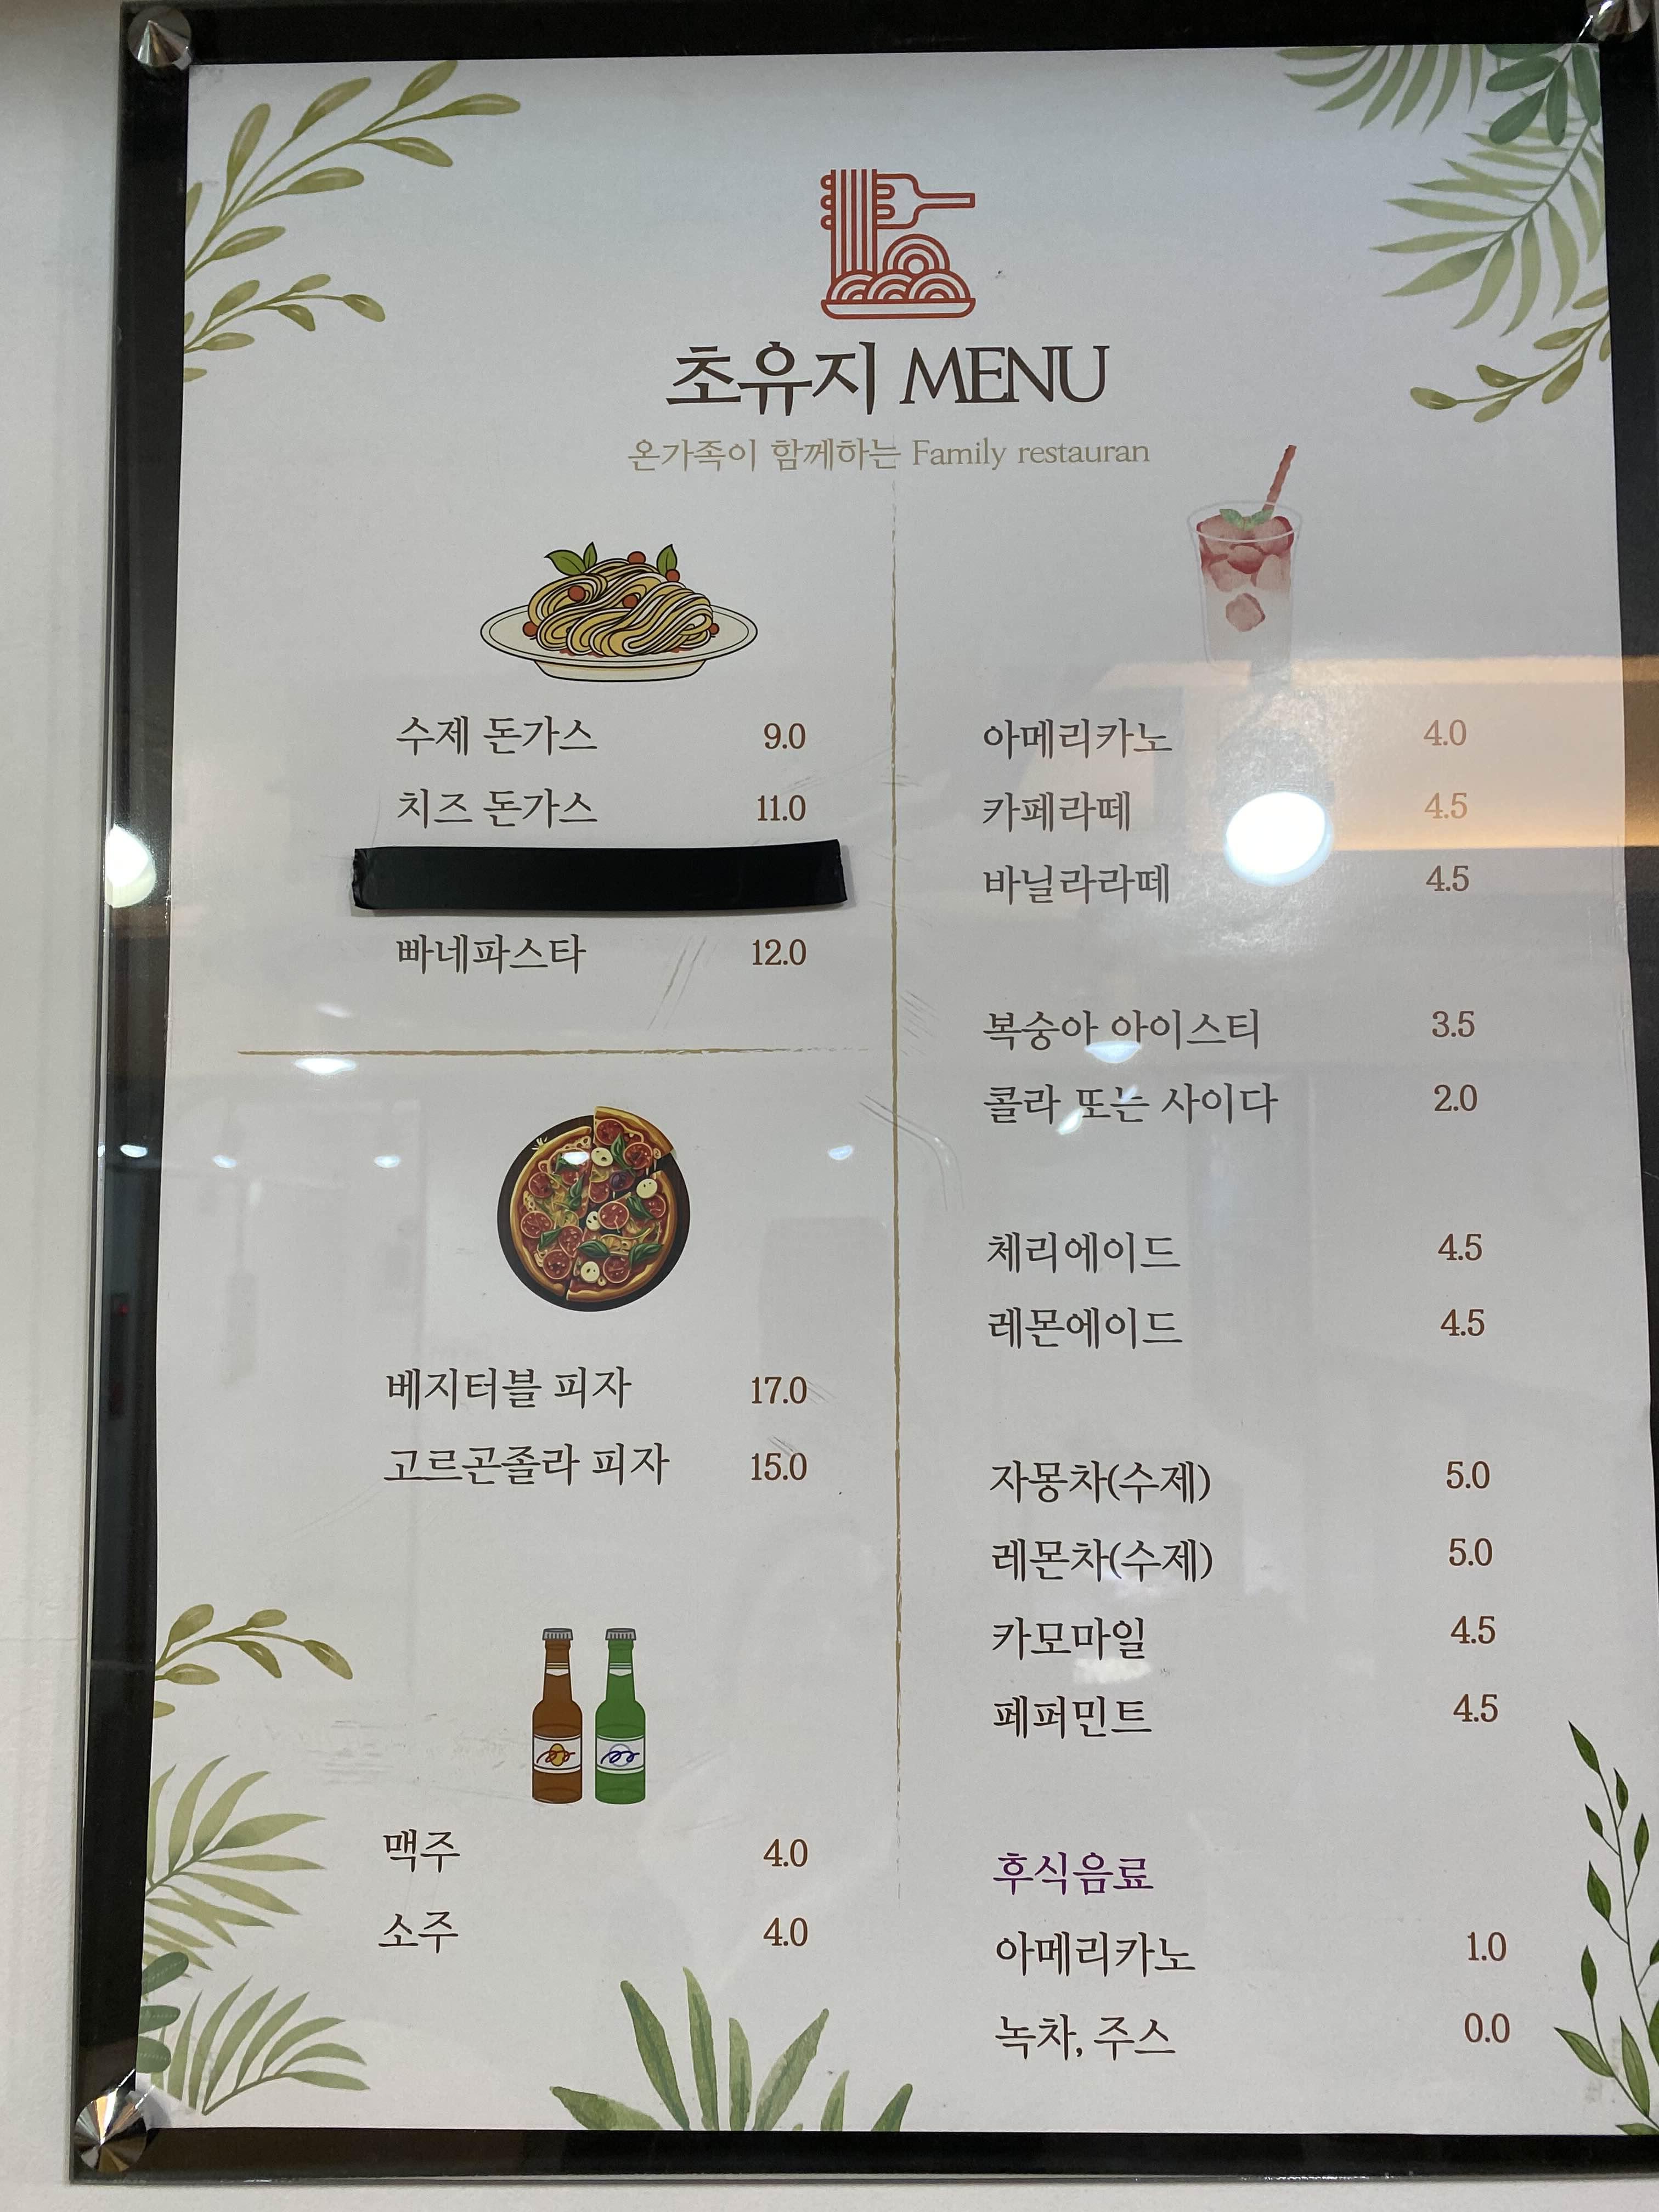 초유지 MENU
온가족이 함께하는 Family restauran
수제 돈가스 9.0
치즈 돈가스 11.0
빠네파스타 12.0
베지터블 피자 17.0
고르곤졸라 피자 15.0
맥주 4.0
소주 4.0
아메리카노 4.0
카페라떼 4.5
바닐라라떼 4.5
복숭아 아이스티 3.5
콜라 또는 사이다 2.0
체리에이드 4.5
레몬에이드 4.5
자몽차(수제) 5.0
레몬차(수제) 5.0
카모마일 4.5
페퍼민트 4.5
후식음료
아메리카노 1.0
녹차, 주스 0.0